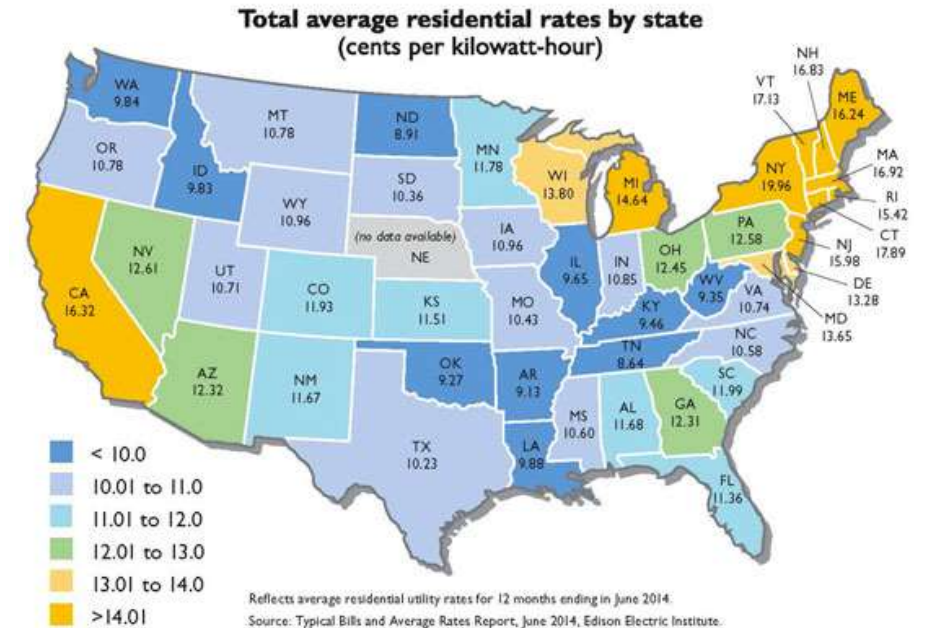 Total average residential rates by state
(cents per kilowatt-hour)
NH
16.83
VT
17.13
ME
16.24
WA
9.84
MT
10.78
ND
8.91
MN
11.78
OR
10.78
ID
9.83
SD
10.36
WI
13.80
MI
14.64
NY
19.96
MA
16.92
RI
15.42
CT
17.89
WY
10.96
(no data available)
NE
IA
10.96
PA
12.58
NJ
15.98
NV
12.61
UT
10.71
CO
11.93
KS
11.51
MO
10.43
IL
9.65
IN
10.85
OH
12.45
WV
9.35
VA
10.74
DE
13.28
MD
13.65
CA
16.32
KY
9.46
NC
10.58
TN
8.64
AZ
12.32
NM
11.67
OK
9.27
AR
9.13
SC
11.99
MS
10.60
AL
11.68
GA
12.31
TX
10.23
LA
9.88
FL
11.36
< 10.0
10.01 to 11.0
11.01 to 12.0
12.01 to 13.0
13.01 to 14.0
>14.01
Reflects average residential utility rates for 12 months ending in June 2014.
Source: Typical Bills and Average Rates Report, June 2014, Edison Electric Institute.